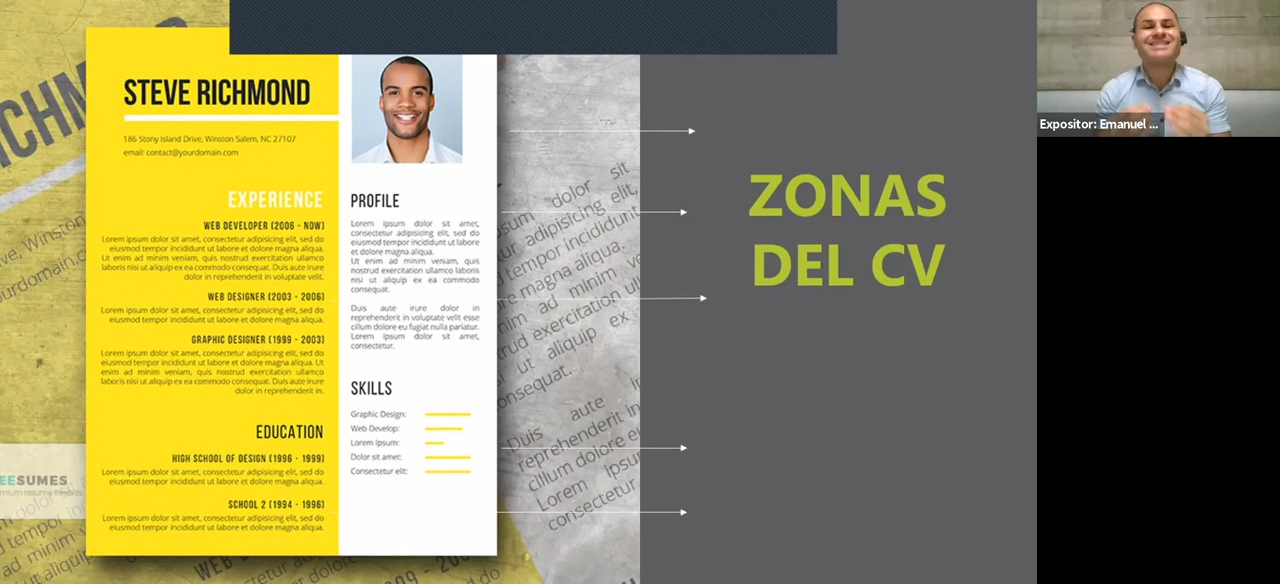 STEVE RICHMOND
186 Stony Island Drive, Winston Salem, NC 27107
email: contact@yourdomain.com
EXPERIENCE
WEB DEVELOPER (2006 - NOW)
Lorem ipsum dolor sit amet, consectetur adipisicing elit, sed do
eiusmod tempor incididunt ut labore et dolore magna aliqua.
Ut enim ad minim veniam, quis nostrud exercitation ullamco
laboris nisi ut aliquip ex ea commodo consequat. Duis aute irure
dolor in reprehenderit in voluptate velit.
WEB DESIGNER (2003 - 2006)
Lorem ipsum dolor sit amet, consectetur adipisicing elit, sed do
eiusmod tempor incididunt ut labore et dolore magna aliqua.
GRAPHIC DESIGNER (1999 - 2003)
Lorem ipsum dolor sit amet, consectetur adipisicing elit, sed do
eiusmod tempor incididunt ut labore et dolore magna aliqua. Ut
enim ad minim veniam, quis nostrud exercitation ullamco
laboris nisi ut aliquip ex ea commodo consequat. Duis aute irure
dolor in reprehenderit in.
EDUCATION
HIGH SCHOOL OF DESIGN (1996 - 1999)
Lorem ipsum dolor sit amet, consectetur adipisicing elit, sed do
eiusmod tempor incididunt ut labore et dolore magna aliqua.
SCHOOL 2 (1994 - 1996)
Lorem ipsum dolor sit amet, consectetur adipisicing elit, sed do
eiusmod tempor incididunt ut labore et dolore magna aliqua.
PROFILE
Lorem ipsum dolor sit amet,
consectetur adipisicing elit, sed do
eiusmod tempor incididunt ut labore
et dolore magna aliqua.
Ut enim ad minim veniam, quis
nostrud exercitation ullamco laboris
nisi ut aliquip ex ea commodo
consequat.
Duis aute irure dolor in
reprehenderit in voluptate velit esse
cillum dolore eu fugiat nulla pariatur.
Lorem ipsum dolor sit amet,
consectetur.
SKILLS
Graphic Design:
Web Develop:
Lorem Ipsum:
Dolor sit amet:
Consectetur elit:
ZONAS
DEL CV
Expositor: Emanuel ...